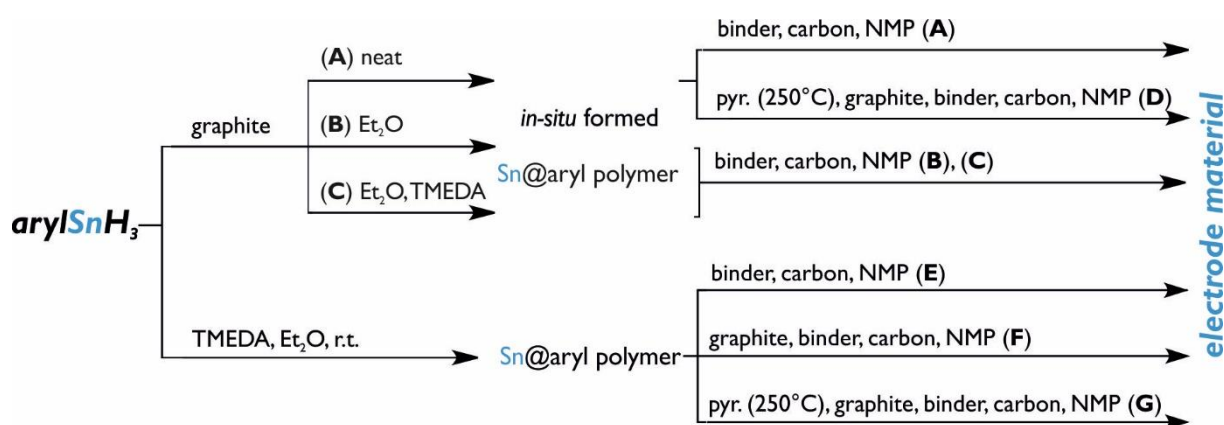 binder, carbon, NMP (A)
(A) neat
pyr. (250°C), graphite, binder, carbon, NMP (D)
in-situ formed
graphite
(B) Et₂O
Sn@aryl polymer
binder, carbon, NMP (B), (C)
(C) Et₂O, TMEDA
arylSnH₃
electrode material
binder, carbon, NMP (E)
TMEDA, Et₂O, r.t.
Sn@aryl polymer
graphite, binder, carbon, NMP (F)
pyr. (250°C), graphite, binder, carbon, NMP (G)